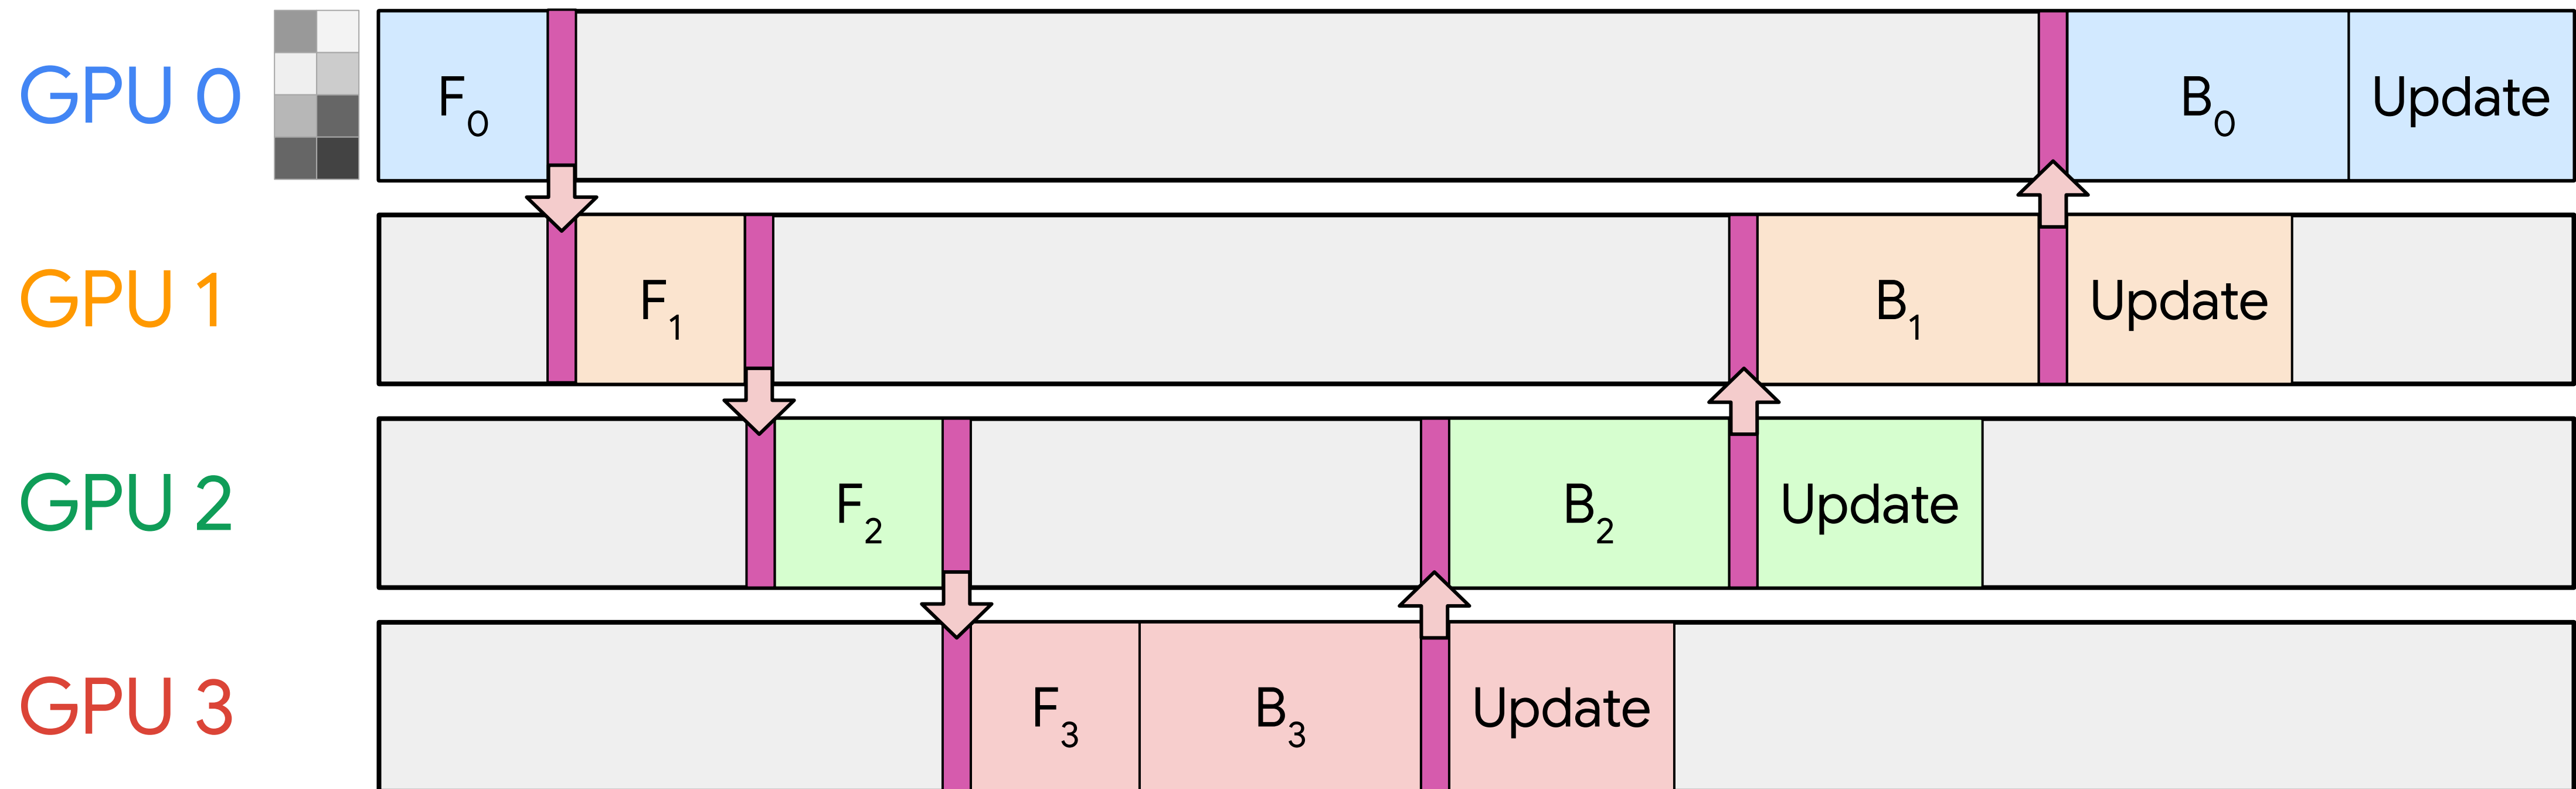 GPU 0 F₀ B₀ Update
GPU 1 F₁ B₁ Update
GPU 2 F₂ B₂ Update
GPU 3 F₃ B₃ Update